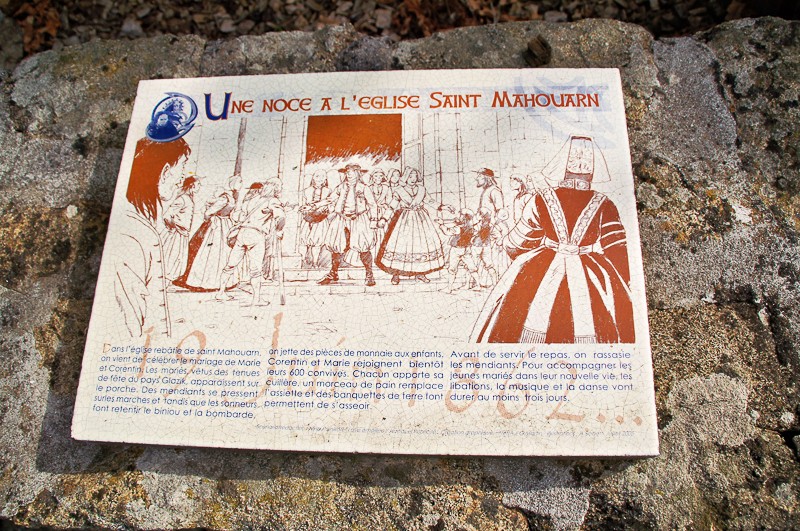 UNE NOCE A L'EGLISE SAINT MAHOUARN
Dans l'église rebâtie de saint Mahouarn,
on vient de célébrer le mariage de Marie
et Corentin. Les mariés, vêtus des tenues
de fête du pays Glazik, apparaissent sur
le porche. Des mendiants se pressent
sur les marches et tandis que les sonneurs
font retentir le biniou et la bombarde,
on jette des pièces de monnaie aux enfants.
Corentin et Marie rejoignent bientôt
leurs 600 convives. Chacun apporte sa
cuillère, un morceau de pain remplace
l'assiette et des banquettes de terre font
permettent de s'asseoir.
Avant de servir le repas, on rassasie
les mendiants. Pour accompagner les
jeunes mariés dans leur nouvelle vie, les
libations, la musique et la danse vont
durer au moins trois jours.